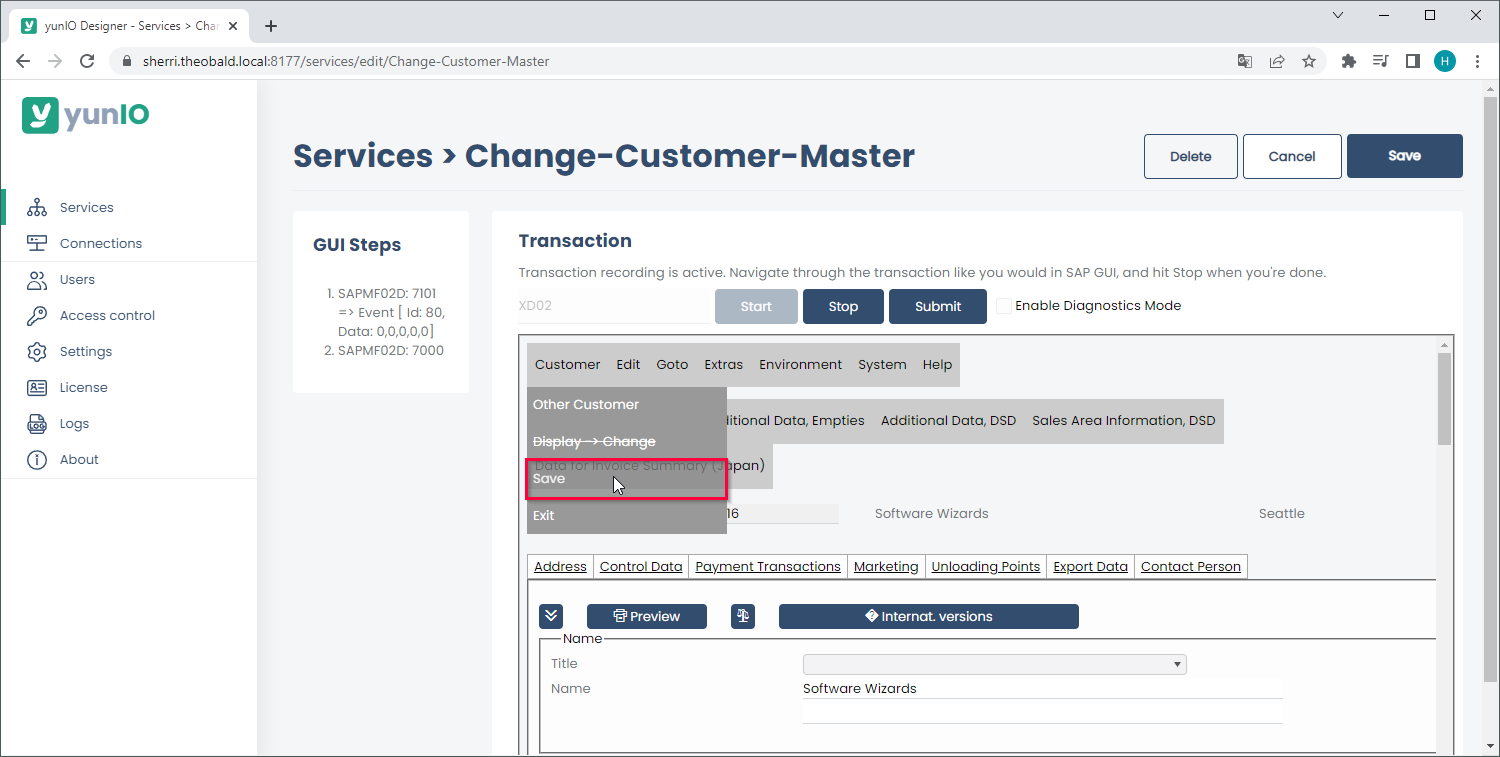 yunIO Designer - Services > Cha
sherri.theobald.local:8177/services/edit/Change-Customer-Master
H
yunIO
Services
Connections
Users
Access control
Settings
License
Logs
About
Services > Change-Customer-Master
Delete
Cancel
Save
GUI Steps
1. SAPMF02D: 7101
=> Event [ Id: 80,
Data: 0,0,0,0,0]
2. SAPMF02D: 7000
Transaction
Transaction recording is active. Navigate through the transaction like you would in SAP GUI, and hit Stop when you're done.
XD02
Start
Stop
Submit
Enable Diagnostics Mode
Customer Edit Goto Extras Environment System Help
Other Customer
Display -> Change
Save
Exit
ditional Data, Empties Additional Data, DSD Sales Area Information, DSD
Data for Invoice Summary (Japan)
16 Software Wizards Seattle
Address Control Data Payment Transactions Marketing Unloading Points Export Data Contact Person
Preview
Internat. versions
Name
Title
Name Software Wizards